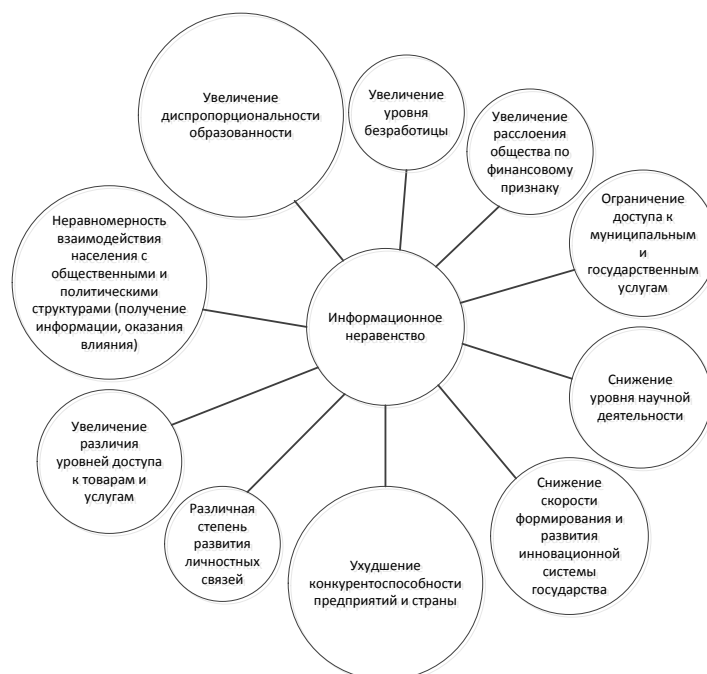 Увеличение
диспропорциональности
образованности
Увеличение
уровня
безработицы
Увеличение
расслоения
общества по
финансовому
признаку
Ограничение
доступа к
муниципальным
и
государственным
услугам
Неравномерность
взаимодействия
населения с
общественными и
политическими
структурами (получение
информации, оказания
влияния)
Информационное
неравенство
Снижение
уровня научной
деятельности
Увеличение
различия
уровней доступа
к товарам и
услугам
Различная
степень
развития
личностных
связей
Ухудшение
конкурентоспособности
предприятий и страны
Снижение
скорости
формирования и
развития
инновационной
системы
государства